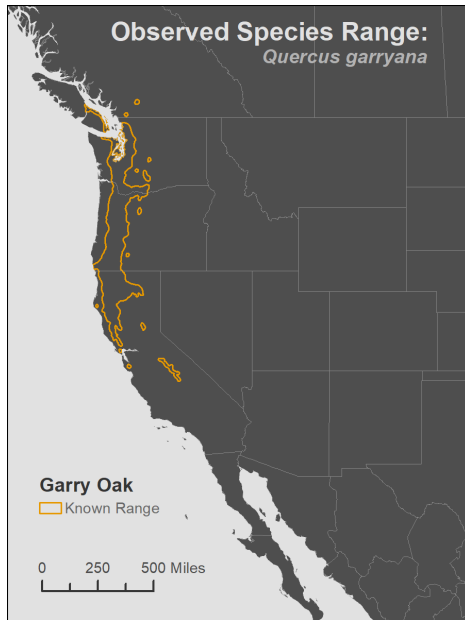 Observed Species Range:
Quercus garryana
Garry Oak
Known Range
0 250 500 Miles